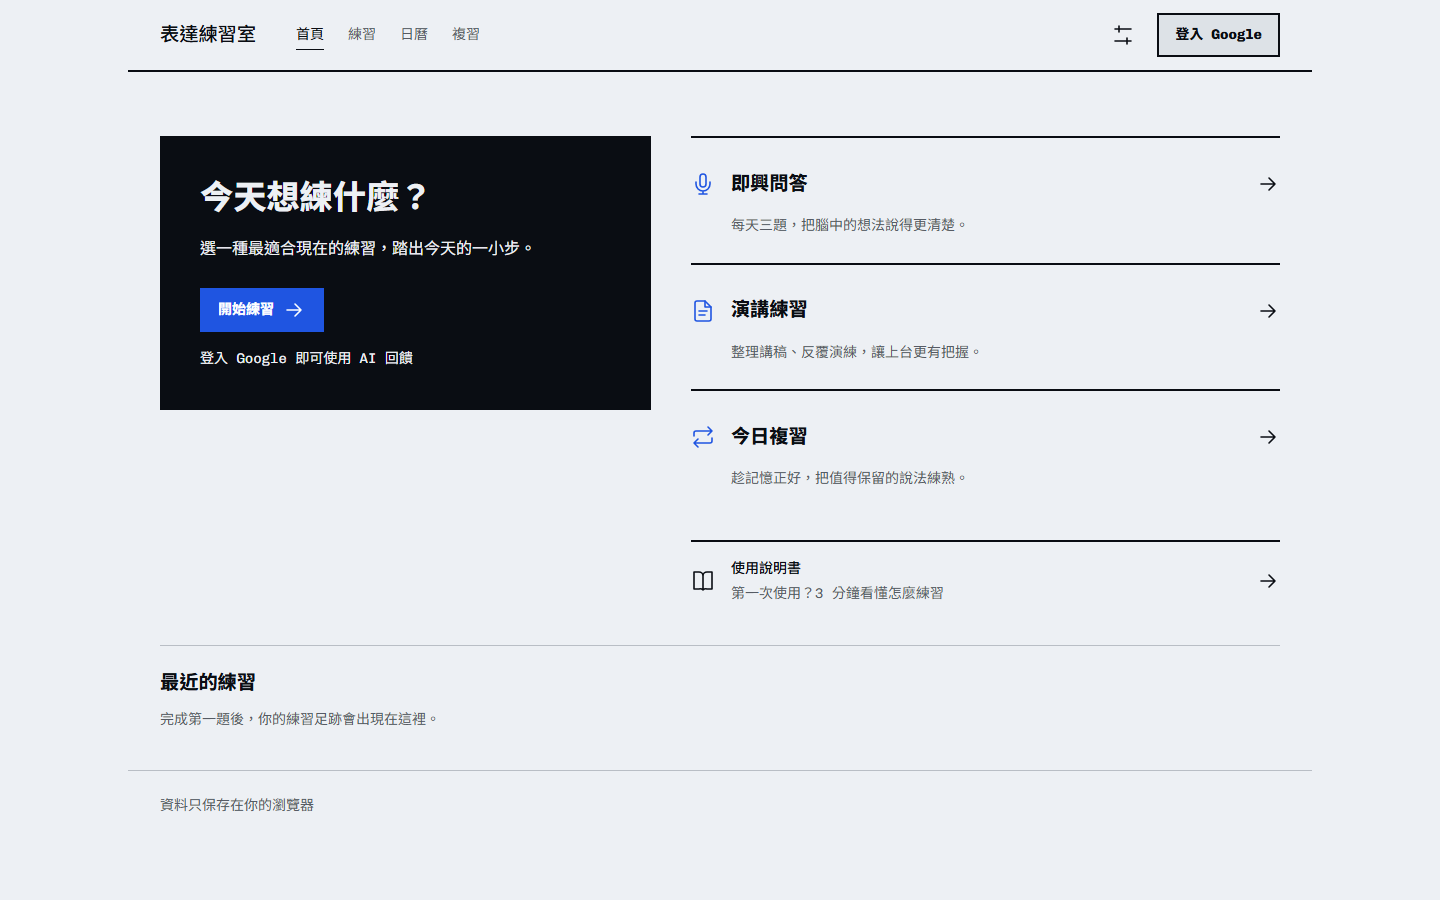 表達練習室
首頁
練習
日曆
複習
登入 Google
今天想練什麼？
選一種最適合現在的練習，踏出今天的一小步。
開始練習
登入 Google 即可使用 AI 回饋
即興問答
每天三題，把腦中的想法說得更清楚。
演講練習
整理講稿、反覆演練，讓上台更有把握。
今日複習
趁記憶正好，把值得保留的說法練熟。
使用說明書
第一次使用？3 分鐘看懂怎麼練習
最近的練習
完成第一題後，你的練習足跡會出現在這裡。
資料只保存在你的瀏覽器